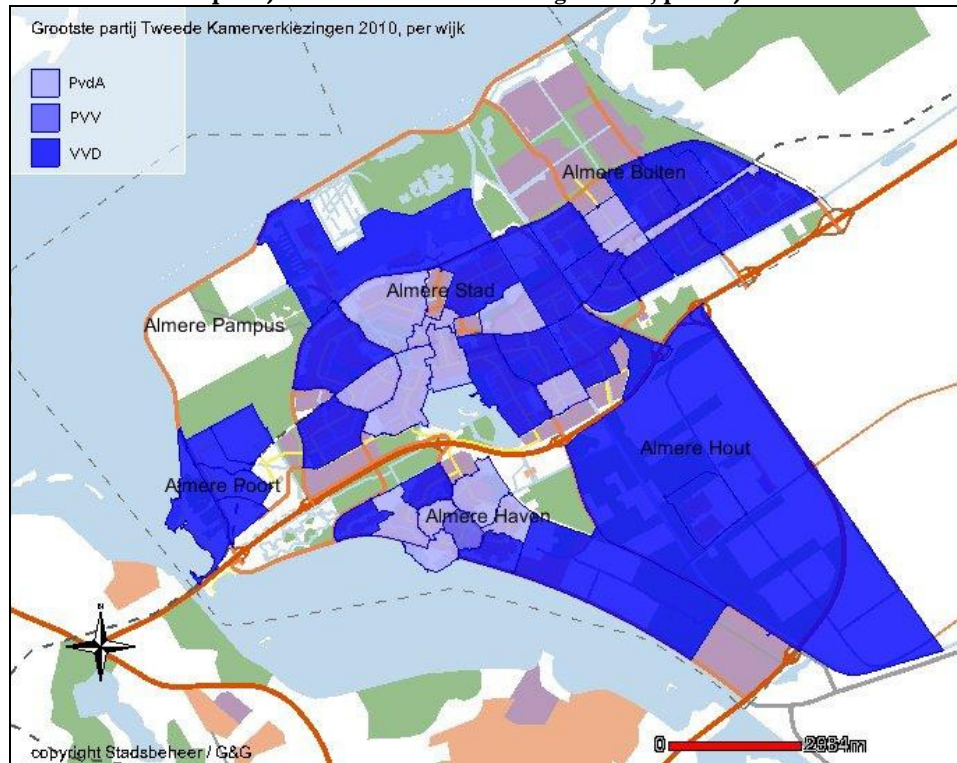 Grootste partij Tweede Kamerverkiezingen 2010, per wijk
PvdA
PVV
VVD
Almere Buiten
Almere Stad
Almere Pampus
Almere Hout
Almere Poort
Almere Haven
N
copyright Stadsbeheer / G&G
0